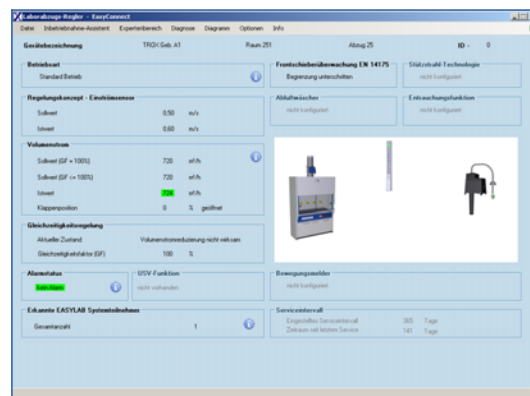 Laborabzugs-Regler - EasyConnect
Datei Inbetriebnahme-Assistent Expertenbereich Diagnose Diagramm Optionen Info
Gerätebezeichnung TROX Geb. A1 Raum 251 Abzug 25 ID - 0
Betriebsart
Standard Betrieb
Frontschieberüberwachung EN 14175
Begrenzung unterschritten
Stützstrahl-Technologie
nicht konfiguriert
Regelungskonzept - Einströmsensor
Sollwert 0,50 m/s
Istwert 0,60 m/s
Abluftwäscher
nicht konfiguriert
Entrauchungsfunktion
nicht konfiguriert
Volumenstrom
Sollwert (GF = 100%) 720 m³/h
Sollwert (GF <= 100%) 720 m³/h
Istwert 724 m³/h
Klappenposition 0 % geöffnet
Gleichzeitigkeitsregelung
Aktueller Zustand Volumenstromreduzierung nicht wirksam
Gleichzeitigkeitsfaktor (GF) 100 %
Alarmstatus
Kein Alarm
USV-Funktion
nicht vorhanden
Bewegungsmelder
nicht konfiguriert
Erkannte EASYLAB Systemteilnehmer
Gesamtanzahl 1
Serviceintervall
Eingestelltes Serviceintervall 365 Tage
Zeitraum seit letztem Service 141 Tage